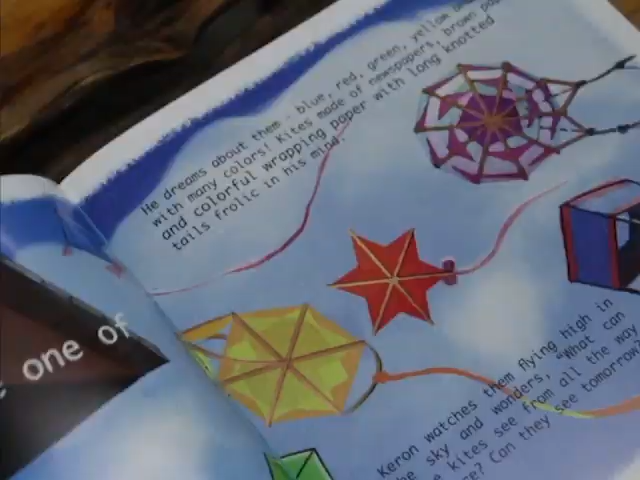 one of
He dreams about them - blue, red, green, yellow
with many colors! Kites made of newspapers, brown
and colorful wrapping paper with long knotted
tails frolic in his mind.
Keron watches them flying high in
the sky and wonders, "What can
kites see from all the way
Can they see tomorrow?